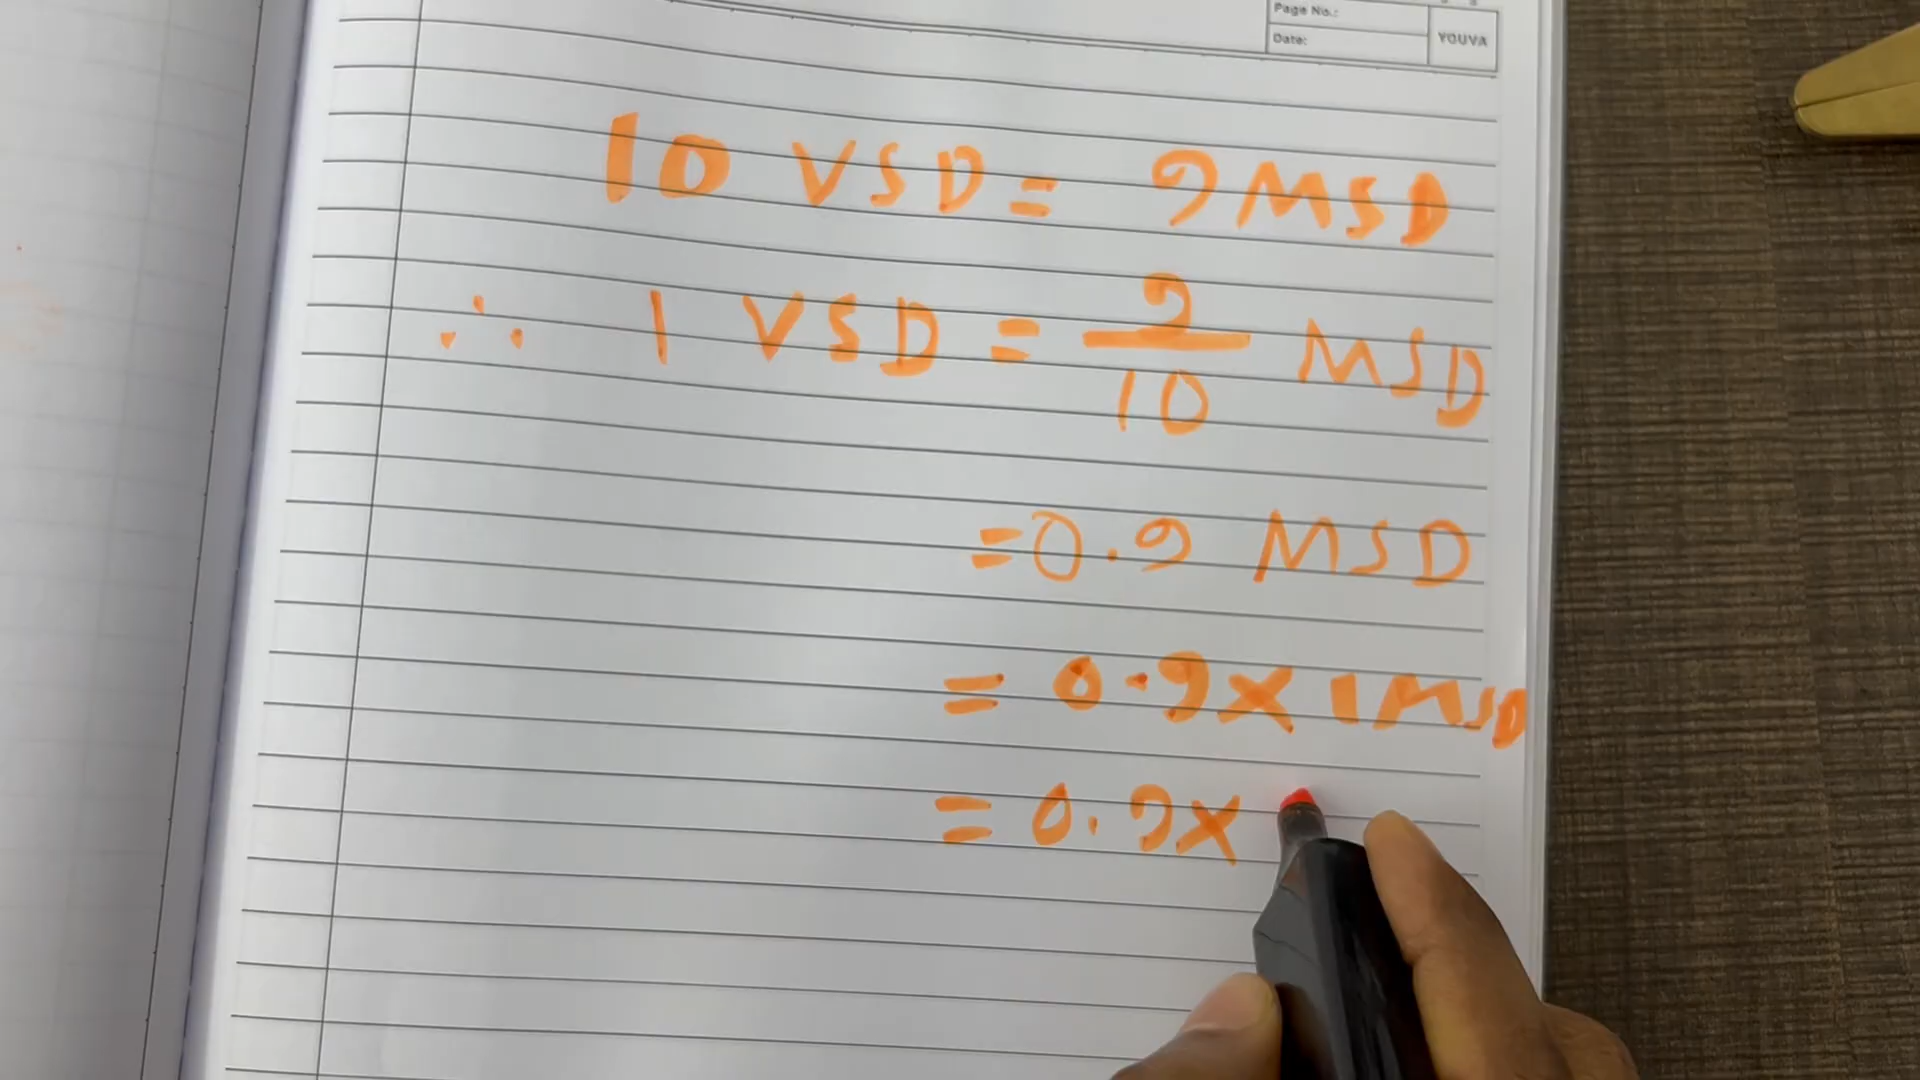 Page No.:
Date:
YOUVA
10 VSD = 9 MSD
∴ 1 VSD = 9/10 MSD
= 0.9 MSD
= 0.9 x 1 MSD
= 0.9 x